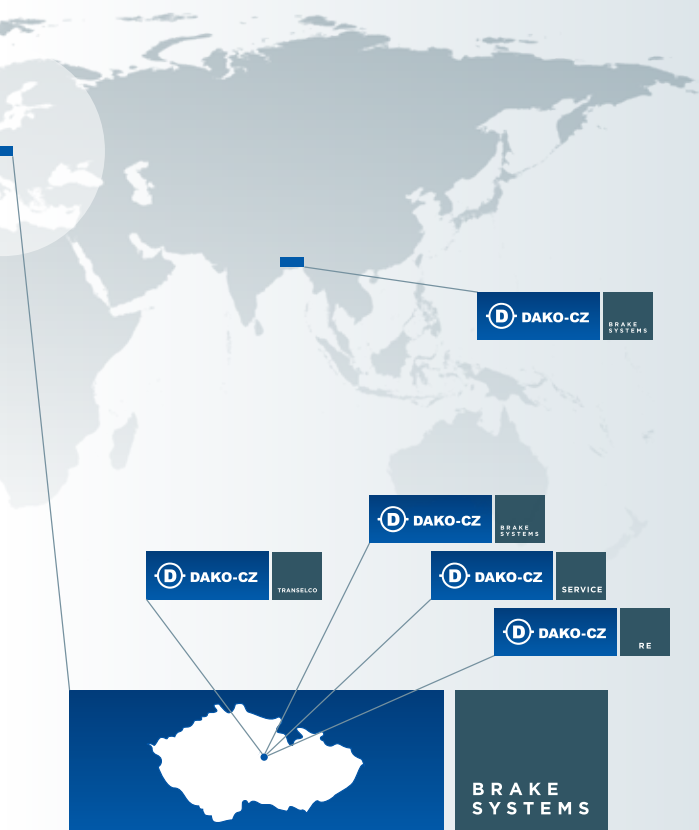 DAKO-CZ
BRAKE
SYSTEMS
DAKO-CZ
BRAKE
SYSTEMS
DAKO-CZ
TRANSELCO
DAKO-CZ
SERVICE
DAKO-CZ
RE
BRAKE
SYSTEMS